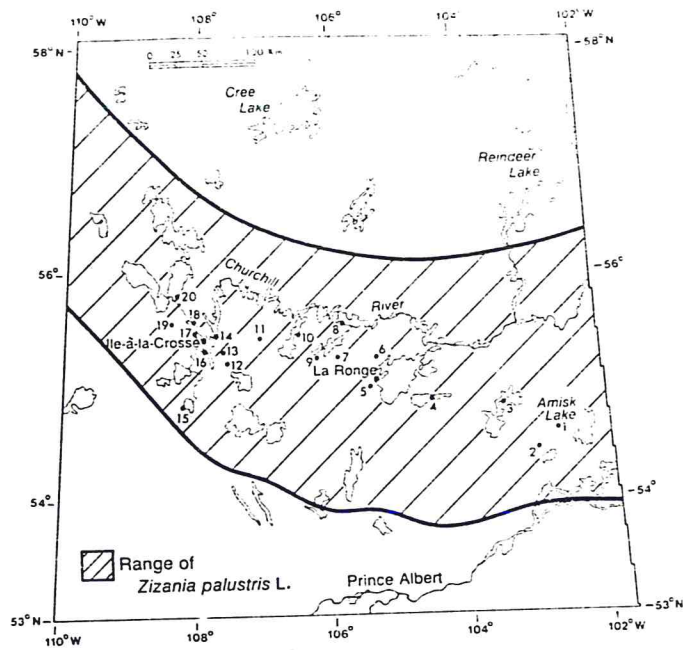 110°W 108° 106° 104° 102°W
58°N
58°N
0 25 50 100 Km
Cree
Lake
Reindeer
Lake
56°
56°
Churchill
River
20
19
18
17
14
11
10
8
Ile-à-la-Crosse
16
13
12
9
7
6
La Ronge
5
4
3
15
Amisk
Lake
1
2
54°
54°
Range of
Zizania palustris L.
Prince Albert
53°N
53°N
110°W 108° 106° 104° 102°W